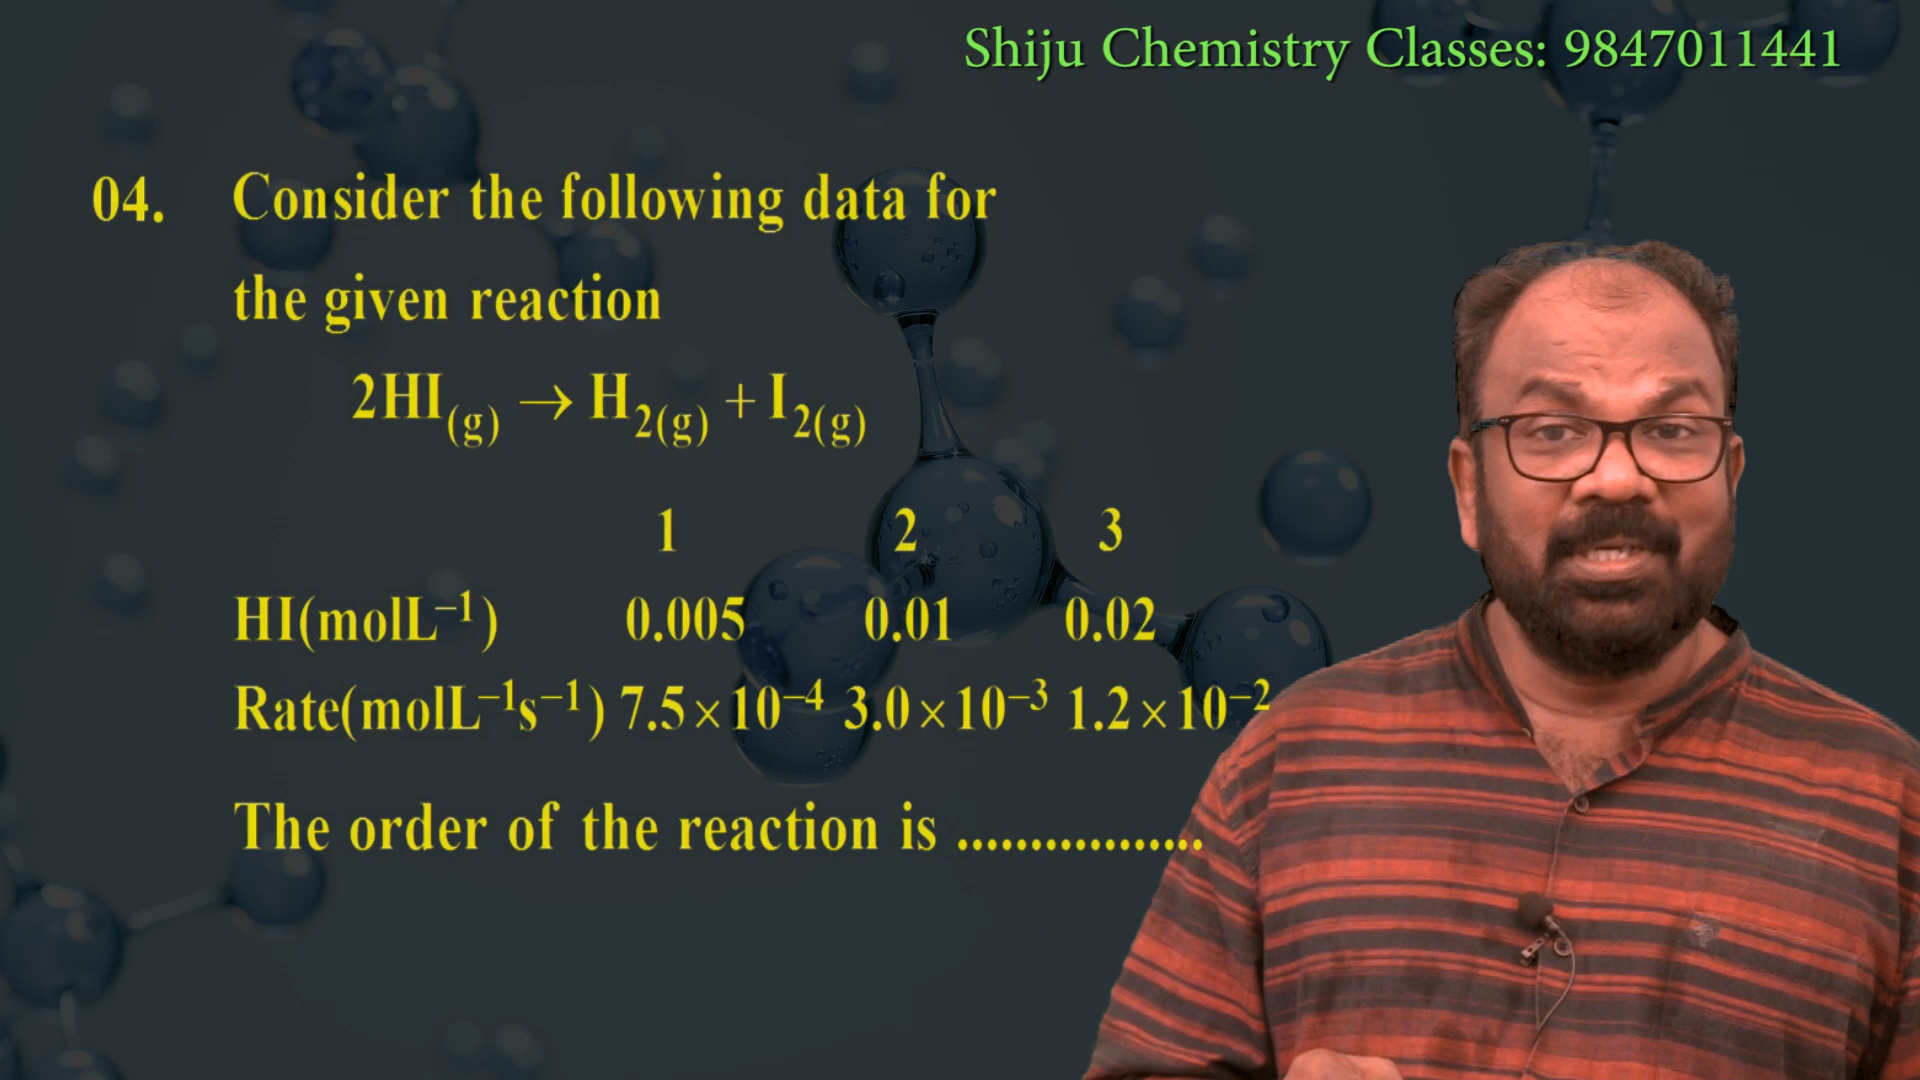 Shiju Chemistry Classes: 9847011441
04. Consider the following data for
the given reaction
2HI(g) → H2(g) + I2(g)
1 2 3
HI(molL⁻¹) 0.005 0.01 0.02
Rate(molL⁻¹s⁻¹) 7.5×10⁻⁴ 3.0×10⁻³ 1.2×10⁻²
The order of the reaction is .................